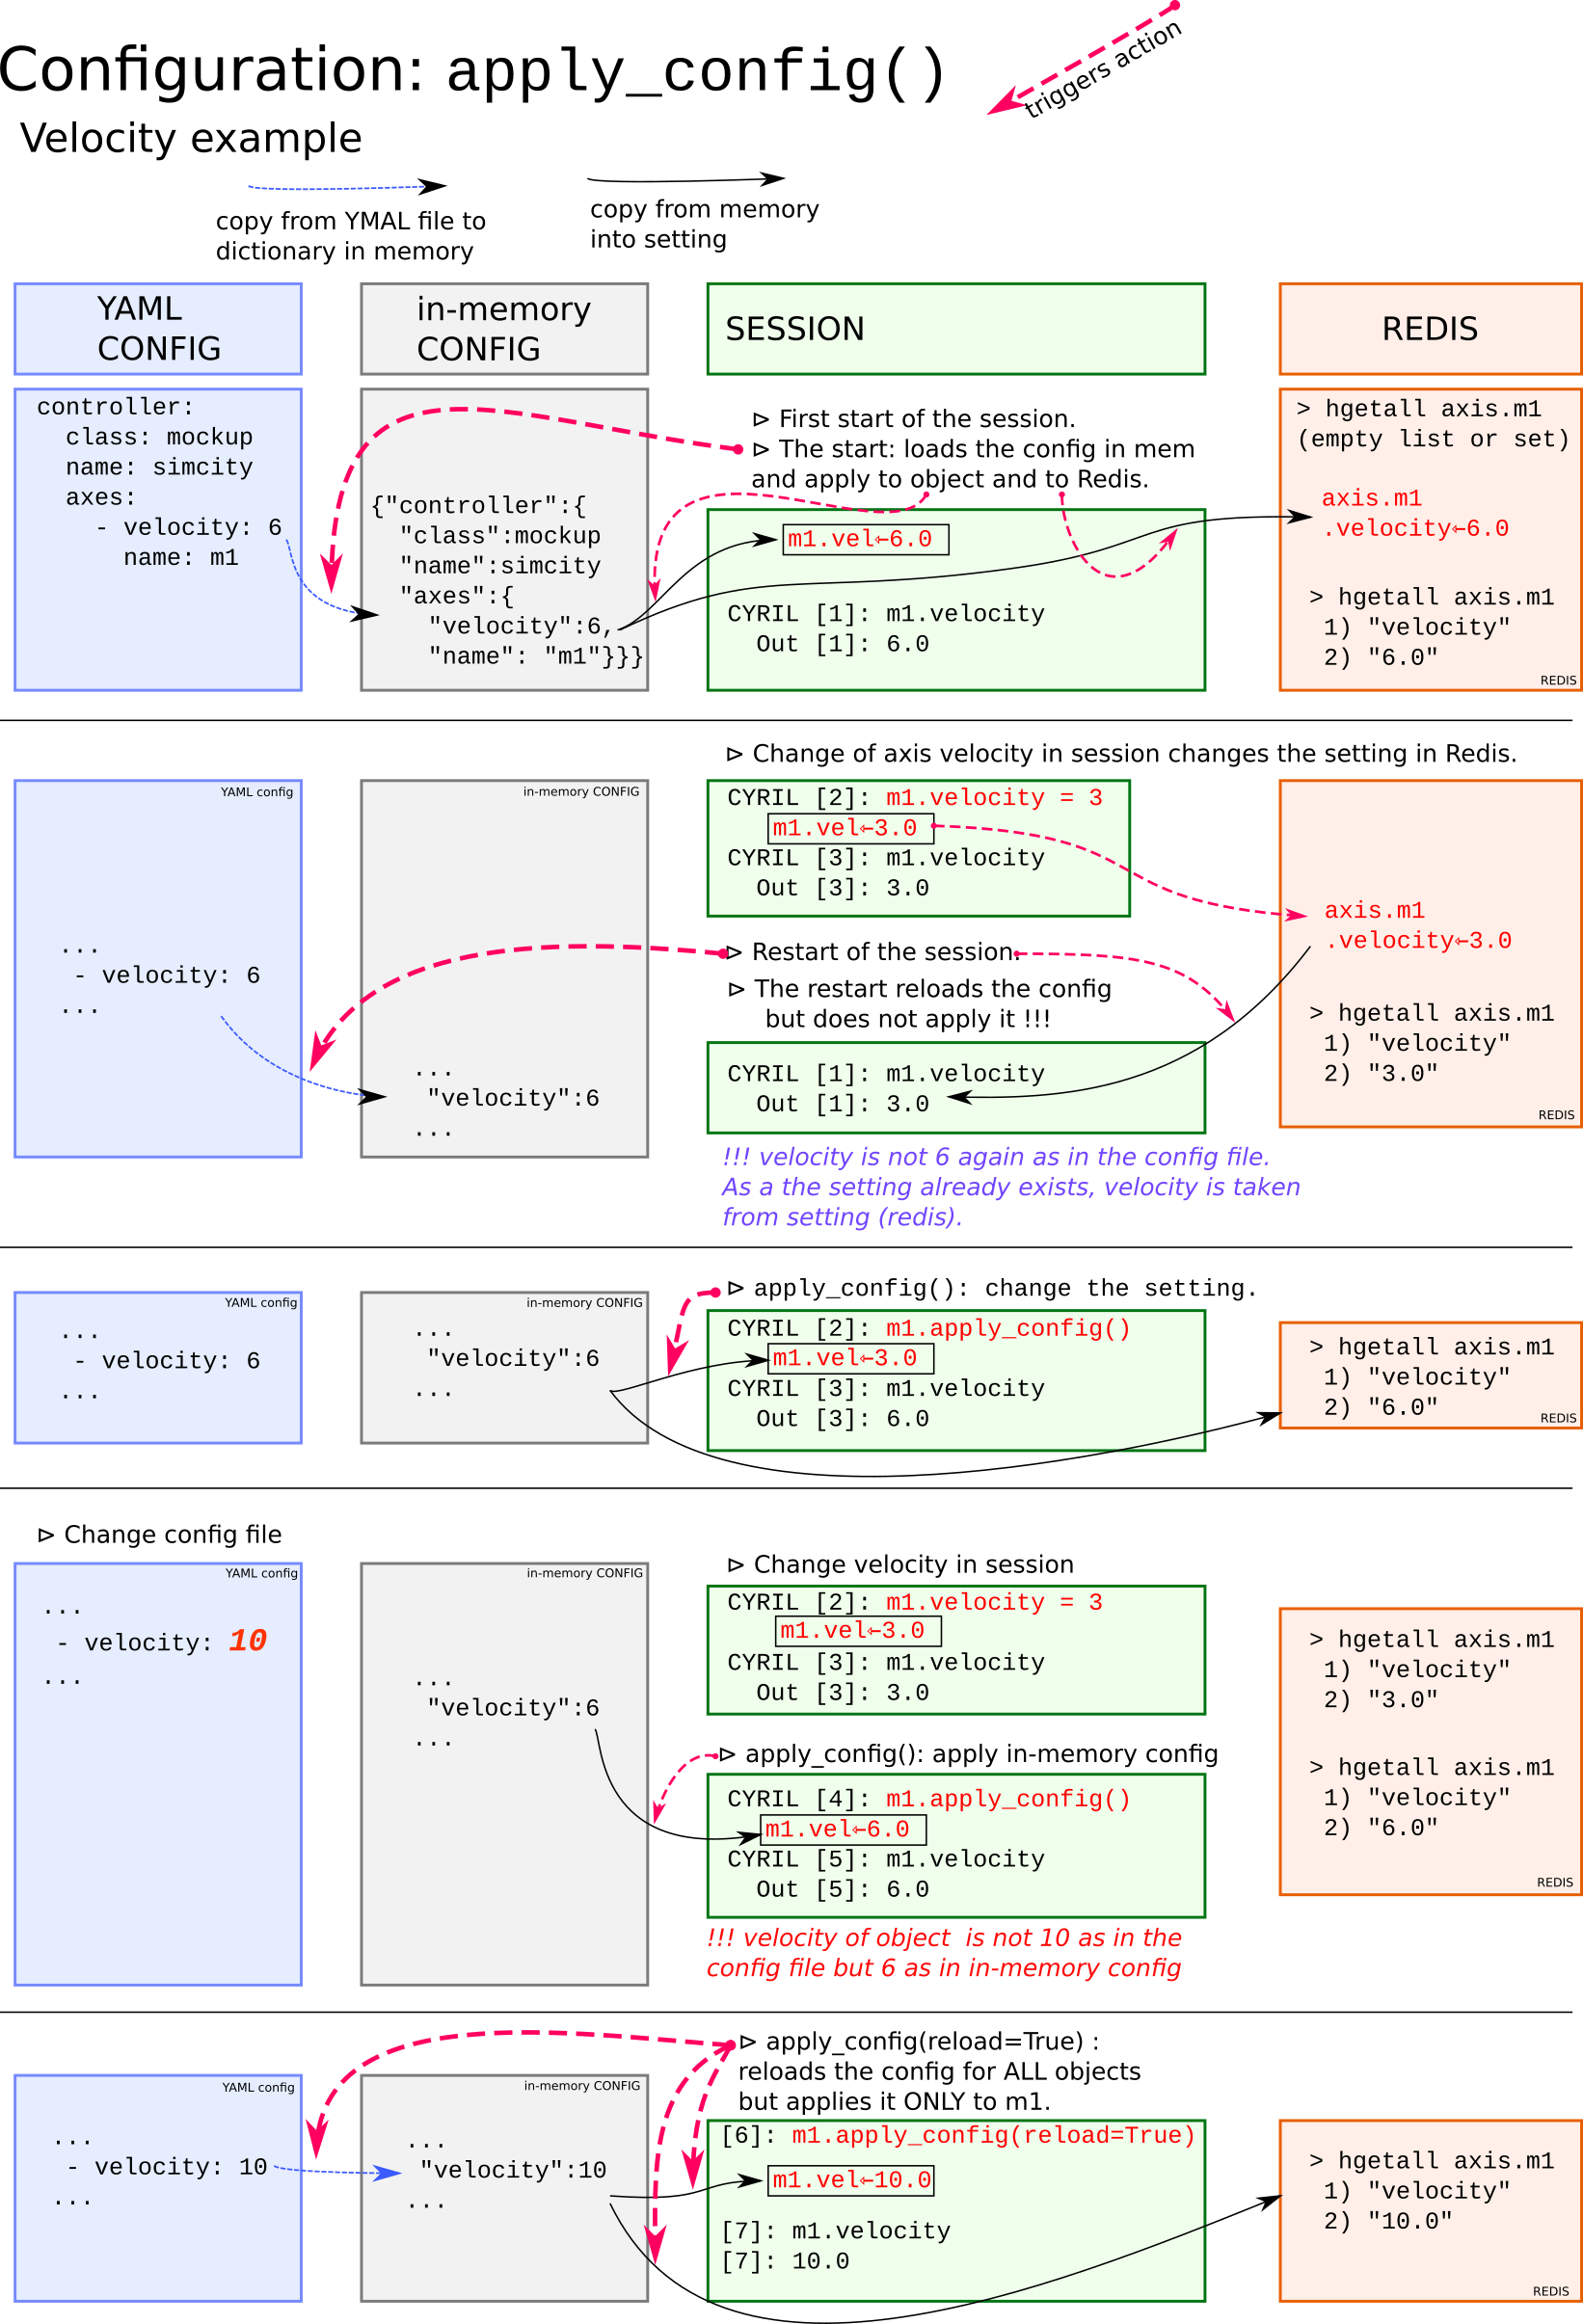 Configuration: apply_config()
triggers action
Velocity example
copy from YMAL file to
dictionary in memory
copy from memory
into setting
YAML
CONFIG
in-memory
CONFIG
SESSION
REDIS
controller:
class: mockup
name: simcity
axes:
- velocity: 6
name: m1
{"controller":{
"class":mockup
"name":simcity
"axes":{
"velocity":6,
"name": "m1"}}}
⊳ First start of the session.
⊳ The start: loads the config in mem
and apply to object and to Redis.
m1.vel←6.0
CYRIL [1]: m1.velocity
Out [1]: 6.0
> hgetall axis.m1
(empty list or set)
axis.m1
.velocity←6.0
> hgetall axis.m1
1) "velocity"
2) "6.0"
REDIS
⊳ Change of axis velocity in session changes the setting in Redis.
YAML config
...
- velocity: 6
...
in-memory CONFIG
...
"velocity":6
...
CYRIL [2]: m1.velocity = 3
m1.vel←3.0
CYRIL [3]: m1.velocity
Out [3]: 3.0
⊳ Restart of the session.
⊳ The restart reloads the config
but does not apply it !!!
CYRIL [1]: m1.velocity
Out [1]: 3.0
!!! velocity is not 6 again as in the config file.
As a the setting already exists, velocity is taken
from setting (redis).
axis.m1
.velocity←3.0
> hgetall axis.m1
1) "velocity"
2) "3.0"
REDIS
YAML config
...
- velocity: 6
...
in-memory CONFIG
...
"velocity":6
...
⊳ apply_config(): change the setting.
CYRIL [2]: m1.apply_config()
m1.vel←3.0
CYRIL [3]: m1.velocity
Out [3]: 6.0
> hgetall axis.m1
1) "velocity"
2) "6.0"
REDIS
⊳ Change config file
YAML config
...
- velocity: 10
...
in-memory CONFIG
...
"velocity":6
...
⊳ Change velocity in session
CYRIL [2]: m1.velocity = 3
m1.vel←3.0
CYRIL [3]: m1.velocity
Out [3]: 3.0
⊳ apply_config(): apply in-memory config
CYRIL [4]: m1.apply_config()
m1.vel←6.0
CYRIL [5]: m1.velocity
Out [5]: 6.0
!!! velocity of object is not 10 as in the
config file but 6 as in in-memory config
> hgetall axis.m1
1) "velocity"
2) "3.0"
> hgetall axis.m1
1) "velocity"
2) "6.0"
REDIS
YAML config
...
- velocity: 10
...
in-memory CONFIG
...
"velocity":10
...
⊳ apply_config(reload=True) :
reloads the config for ALL objects
but applies it ONLY to m1.
[6]: m1.apply_config(reload=True)
m1.vel←10.0
[7]: m1.velocity
[7]: 10.0
> hgetall axis.m1
1) "velocity"
2) "10.0"
REDIS